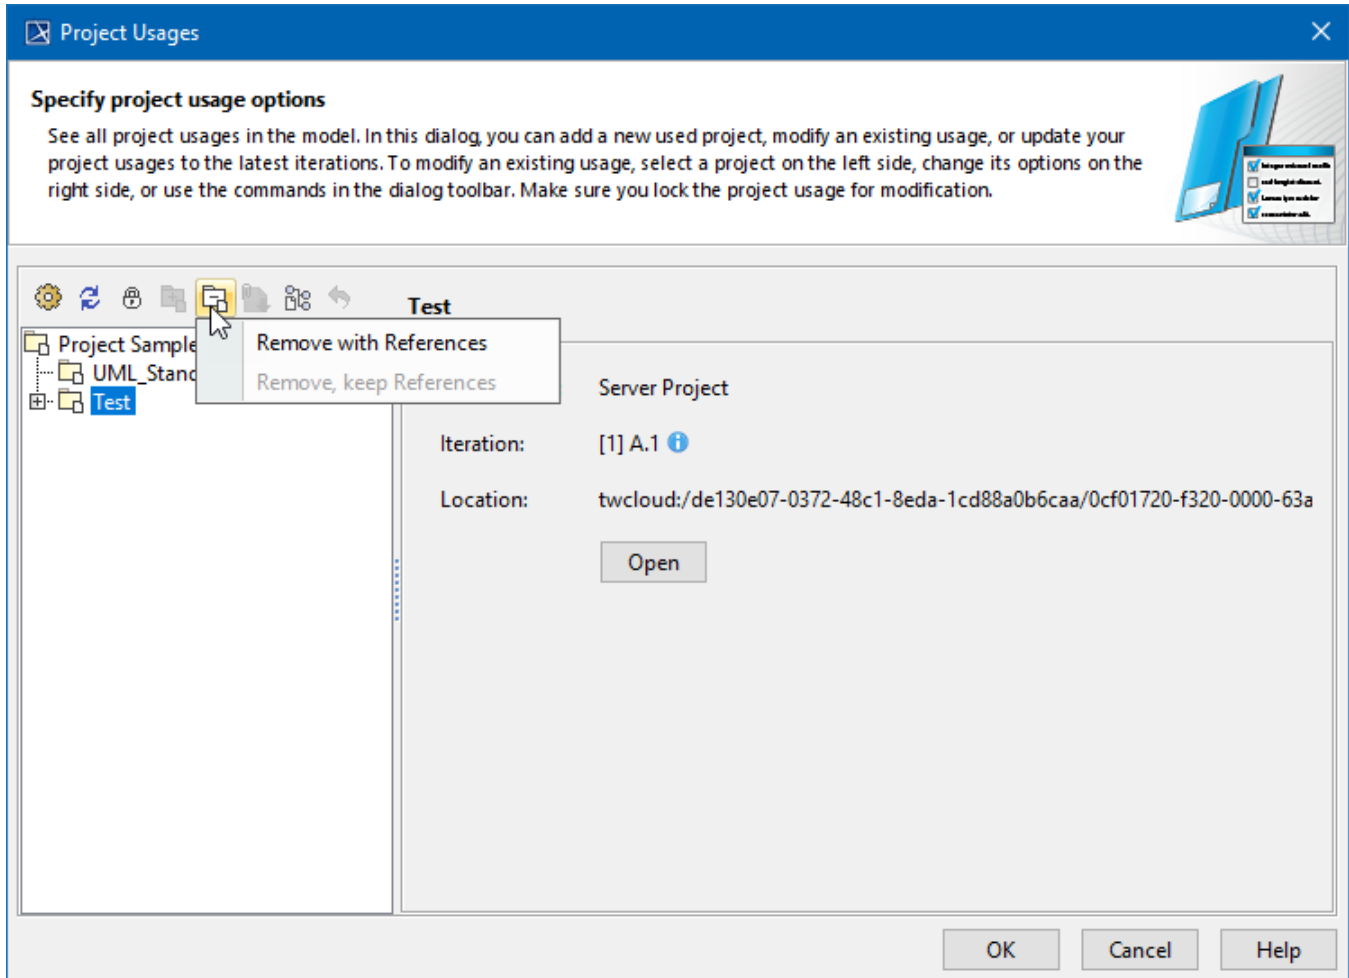 Project Usages
Specify project usage options
See all project usages in the model. In this dialog, you can add a new used project, modify an existing usage, or update your
project usages to the latest iterations. To modify an existing usage, select a project on the left side, change its options on the
right side, or use the commands in the dialog toolbar. Make sure you lock the project usage for modification.
Test
Remove with References
Remove, keep References
Project Sample
UML_Stand
Test
Server Project
Iteration: [1] A.1
Location: twcloud:/de130e07-0372-48c1-8eda-1cd88a0b6caa/0cf01720-f320-0000-63a
Open
OK Cancel Help